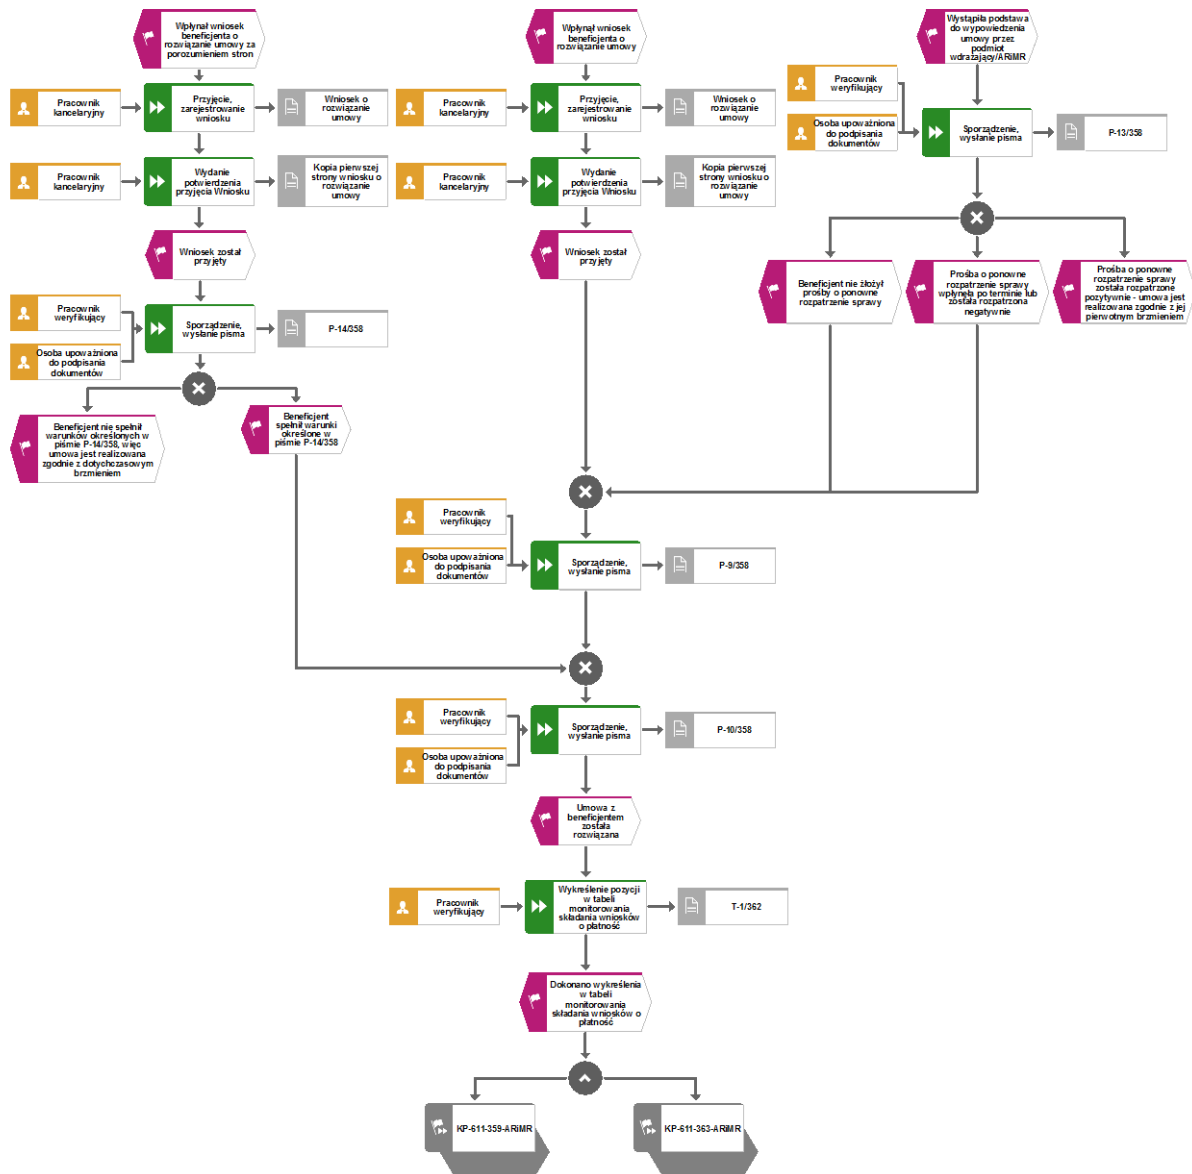 Wpłynął wniosek
beneficjenta o
rozwiązanie umowy za
porozumieniem stron
Wpłynął wniosek
beneficjenta o
rozwiązanie umowy
Wystąpiła podstawa
do wypowiedzenia
umowy przez
podmiot
wdrażający/ARiMR
Pracownik
kancelaryjny
Przyjęcie,
zarejestrowanie
wniosku
Wniosek o
rozwiązanie
umowy
Pracownik
kancelaryjny
Przyjęcie,
zarejestrowanie
wniosku
Wniosek o
rozwiązanie
umowy
Pracownik
weryfikujący
Osoba upoważniona
do podpisania
dokumentów
Sporządzenie,
wysłanie pisma
P-13/358
Pracownik
kancelaryjny
Wydanie
potwierdzenia
przyjęcia Wniosku
Kopia pierwszej
strony wniosku o
rozwiązanie
umowy
Pracownik
kancelaryjny
Wydanie
potwierdzenia
przyjęcia Wniosku
Kopia pierwszej
strony wniosku o
rozwiązanie
umowy
Wniosek został
przyjęty
Wniosek został
przyjęty
Beneficjent nie złożył
prośby o ponowne
rozpatrzenie sprawy
Prośba o ponowne
rozpatrzenie sprawy
wpłynęła po terminie lub
została rozpatrzona
negatywnie
Prośba o ponowne
rozpatrzenie sprawy
została rozpatrzone
pozytywnie - umowa jest
realizowana zgodnie z jej
pierwotnym brzmieniem
Pracownik
weryfikujący
Osoba upoważniona
do podpisania
dokumentów
Sporządzenie,
wysłanie pisma
P-14/358
Beneficjent nie spełnił
warunków określonych w
piśmie P-14/358, więc
umowa jest realizowana
zgodnie z dotychczasowym
brzmieniem
Beneficjent
spełnił warunki
określone w
piśmie P-14/358
Pracownik
weryfikujący
Osoba upoważniona
do podpisania
dokumentów
Sporządzenie,
wysłanie pisma
P-9/358
Pracownik
weryfikujący
Osoba upoważniona
do podpisania
dokumentów
Sporządzenie,
wysłanie pisma
P-10/358
Umowa z
beneficjentem
została
rozwiązana
Pracownik
weryfikujący
Wykreślenie pozycji
w tabeli
monitorowania
składania wniosków
o płatność
T-1/362
Dokonano wykreślenia
w tabeli
monitorowania
składania wniosków o
płatność
KP-611-359-ARiMR
KP-611-363-ARiMR